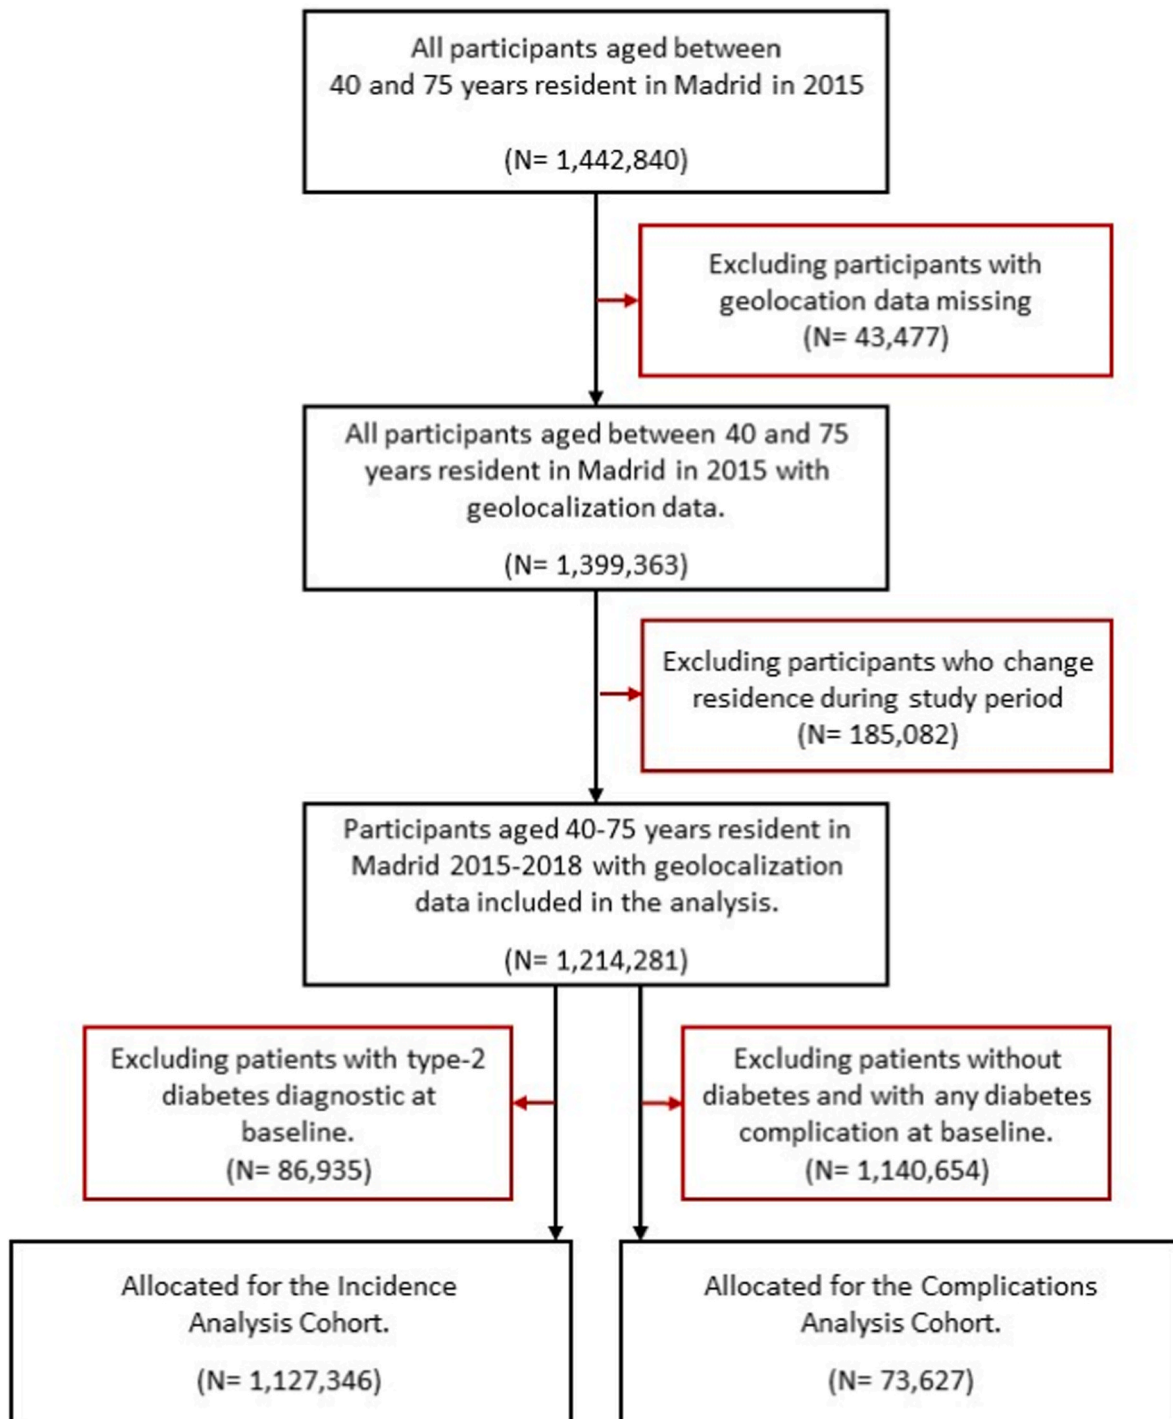 All participants aged between
40 and 75 years resident in Madrid in 2015
(N= 1,442,840)
Excluding participants with
geolocation data missing
(N= 43,477)
All participants aged between 40 and 75
years resident in Madrid in 2015 with
geolocalization data.
(N= 1,399,363)
Excluding participants who change
residence during study period
(N= 185,082)
Participants aged 40-75 years resident in
Madrid 2015-2018 with geolocalization
data included in the analysis.
(N= 1,214,281)
Excluding patients with type-2
diabetes diagnostic at
baseline.
(N= 86,935)
Excluding patients without
diabetes and with any diabetes
complication at baseline.
(N= 1,140,654)
Allocated for the Incidence
Analysis Cohort.
(N= 1,127,346)
Allocated for the Complications
Analysis Cohort.
(N= 73,627)